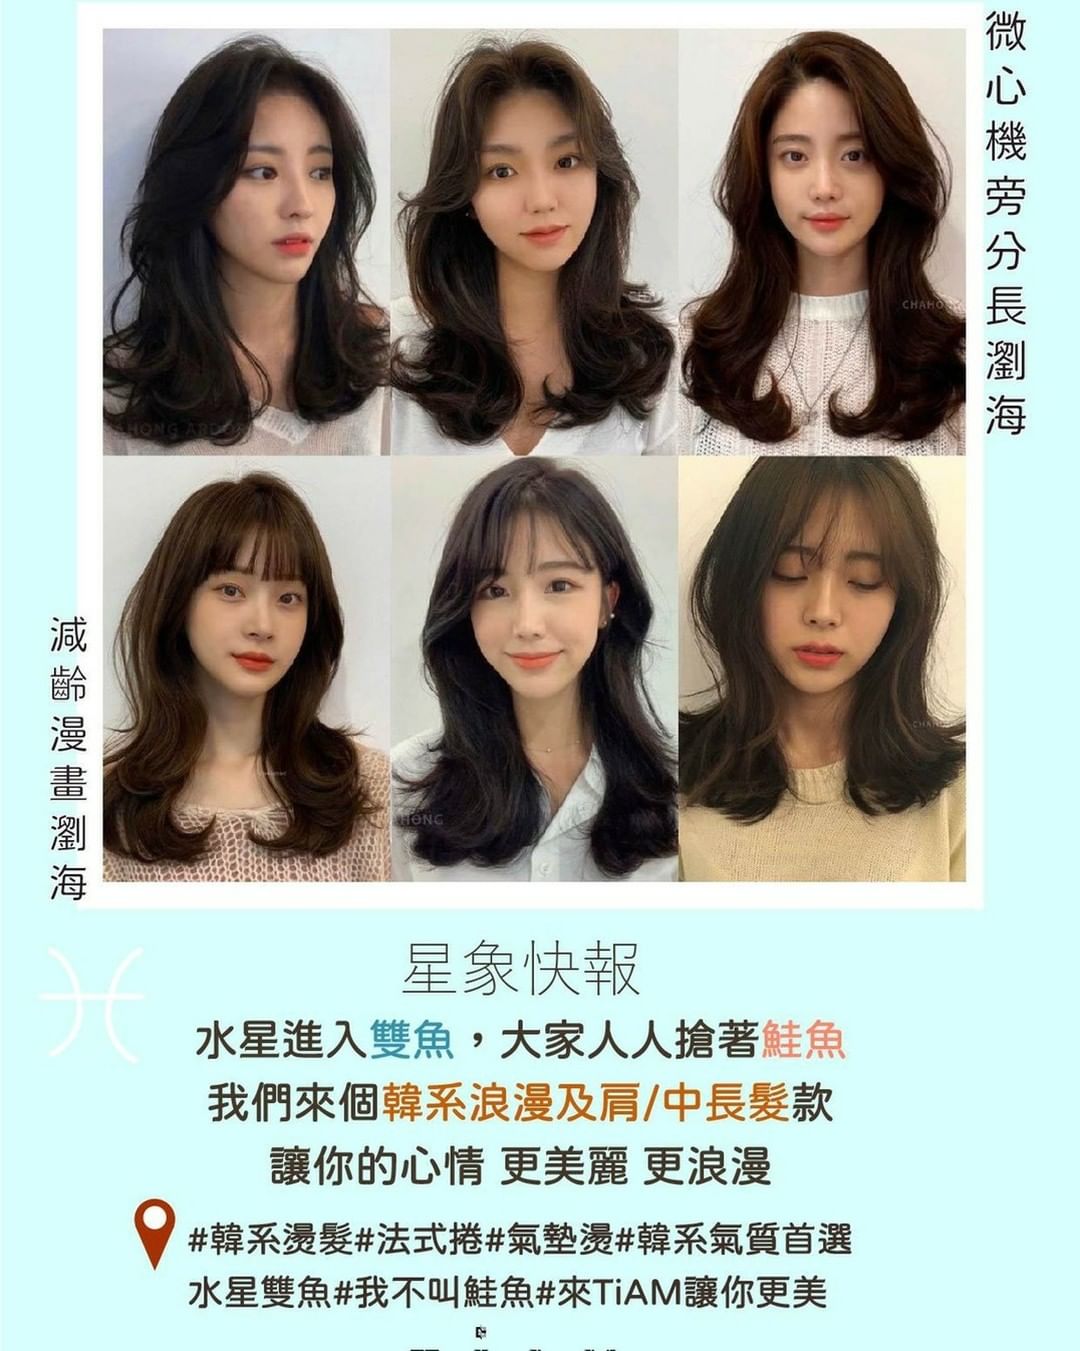 微心機旁分長瀏海
CHAHONG
HONG
減齡漫畫瀏海
星象快報
水星進入雙魚，大家人人搶著鮭魚
我們來個韓系浪漫及肩/中長髮款
讓你的心情 更美麗 更浪漫
#韓系燙髮#法式捲#氣墊燙#韓系氣質首選
水星雙魚#我不叫鮭魚#來TiAM讓你更美